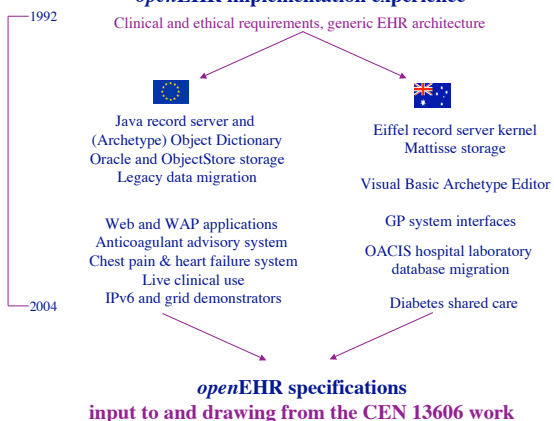 openEHR implementation experience
1992
Clinical and ethical requirements, generic EHR architecture
Java record server and
(Archetype) Object Dictionary
Oracle and ObjectStore storage
Legacy data migration
Web and WAP applications
Anticoagulant advisory system
Chest pain & heart failure system
Live clinical use
IPv6 and grid demonstrators
Eiffel record server kernel
Mattisse storage
Visual Basic Archetype Editor
GP system interfaces
OACIS hospital laboratory
database migration
Diabetes shared care
2004
openEHR specifications
input to and drawing from the CEN 13606 work